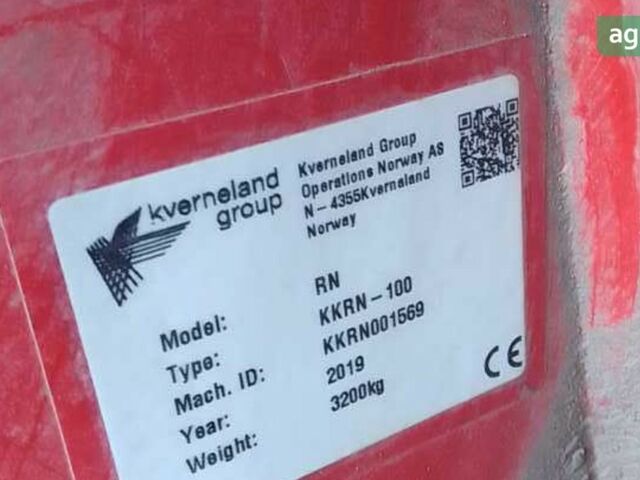 ag
kverneland
group
Kverneland Group
Operations Norway AS
N-4355Kverneland
Norway
Model: RN
Type: KKRN-100
Mach. ID: KKRN001569
Year: 2019
Weight: 3200kg
CE